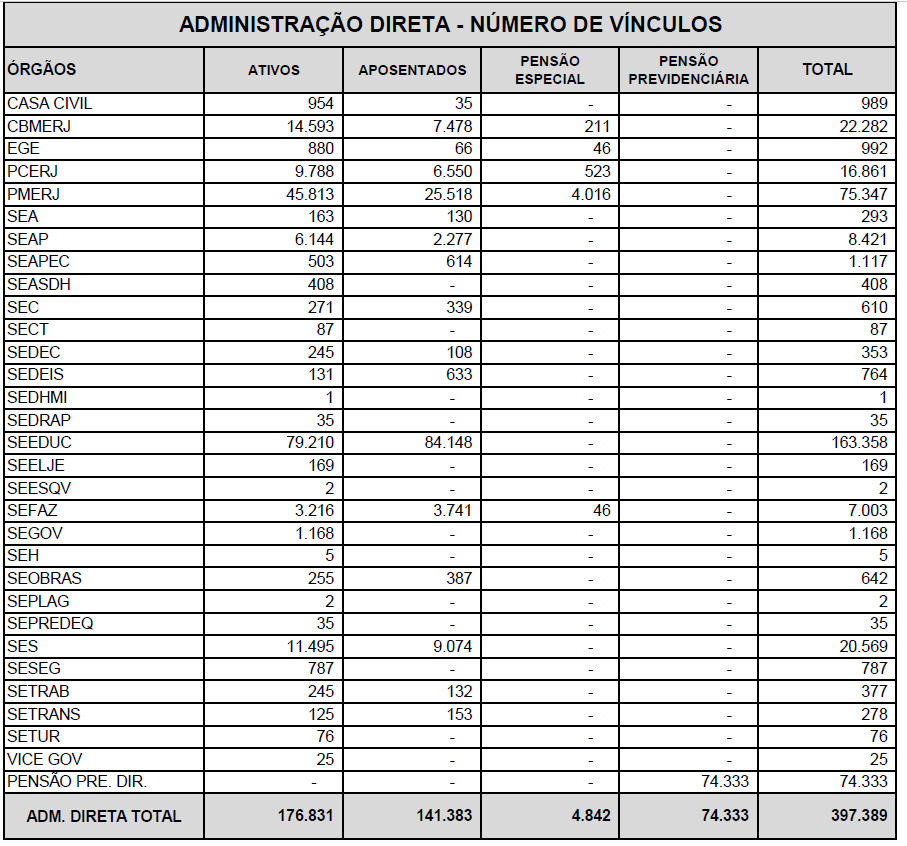 ADMINISTRAÇÃO DIRETA - NÚMERO DE VÍNCULOS
ÓRGÃOS ATIVOS APOSENTADOS PENSÃO ESPECIAL PENSÃO PREVIDENCIÁRIA TOTAL
CASA CIVIL 954 35 - - 989
CBMERJ 14.593 7.478 211 - 22.282
EGE 880 66 46 - 992
PCERJ 9.788 6.550 523 - 16.861
PMERJ 45.813 25.518 4.016 - 75.347
SEA 163 130 - - 293
SEAP 6.144 2.277 - - 8.421
SEAPEC 503 614 - - 1.117
SEASDH 408 - - - 408
SEC 271 339 - - 610
SECT 87 - - - 87
SEDEC 245 108 - - 353
SEDEIS 131 633 - - 764
SEDHMI 1 - - - 1
SEDRAP 35 - - - 35
SEEDUC 79.210 84.148 - - 163.358
SEELJE 169 - - - 169
SEESQV 2 - - - 2
SEFAZ 3.216 3.741 46 - 7.003
SEGOV 1.168 - - - 1.168
SEH 5 - - - 5
SEOBRAS 255 387 - - 642
SEPLAG 2 - - - 2
SEPREDEQ 35 - - - 35
SES 11.495 9.074 - - 20.569
SESEG 787 - - - 787
SETRAB 245 132 - - 377
SETRANS 125 153 - - 278
SETUR 76 - - - 76
VICE GOV 25 - - - 25
PENSÃO PRE. DIR. - - - 74.333 74.333
ADM. DIRETA TOTAL 176.831 141.383 4.842 74.333 397.389